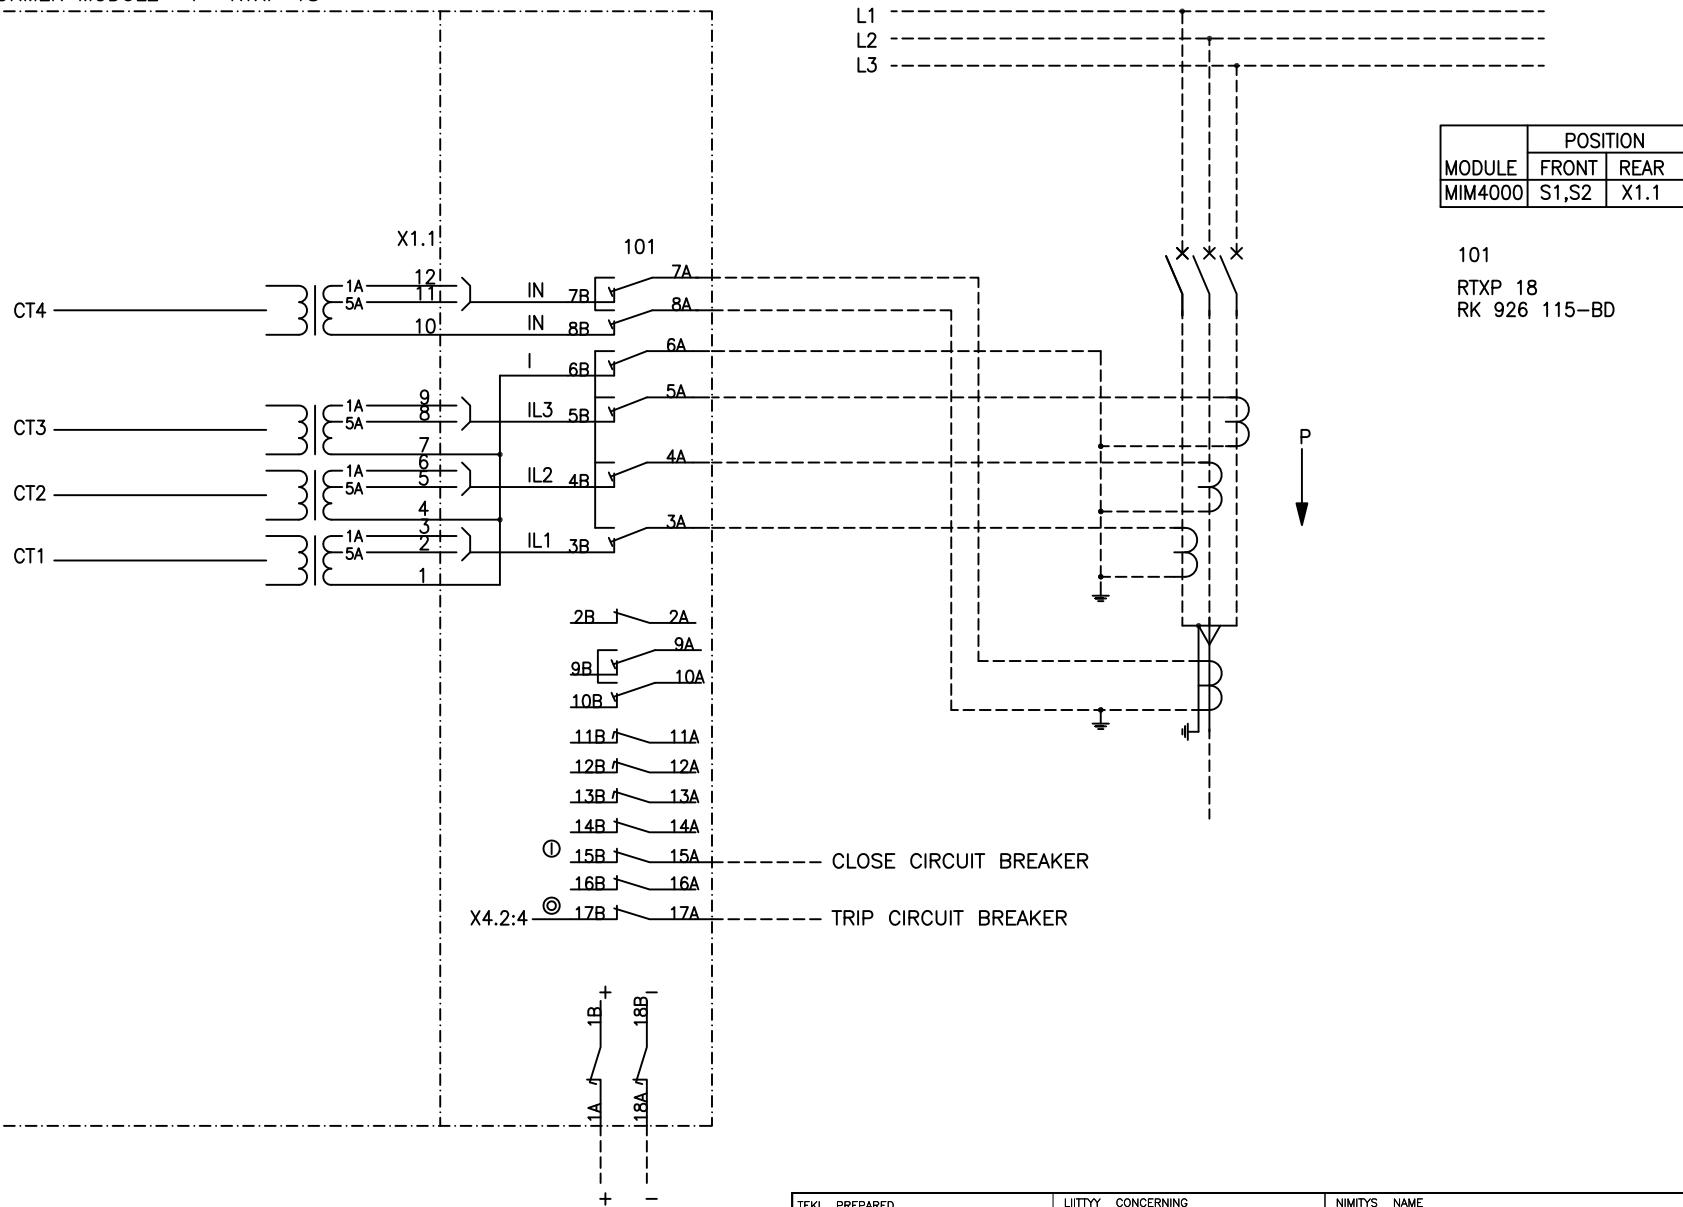 L1
L2
L3
POSITION
MODULE FRONT REAR
MIM4000 S1,S2 X1.1
101
RTXP 18
RK 926 115-BD
X1.1
101
CT4
1A 12
5A 11
10
IN 7B 7A
IN 8B 8A
I 6B 6A
CT3
1A 9
5A 8
7
IL3 5B 5A
CT2
1A 6
5A 5
4
IL2 4B 4A
CT1
1A 3
5A 2
1
IL1 3B 3A
P
2B 2A
9B 9A
10B 10A
11B 11A
12B 12A
13B 13A
14B 14A
15B 15A CLOSE CIRCUIT BREAKER
16B 16A
X4.2:4 17B 17A TRIP CIRCUIT BREAKER
+ −
1B 18B
1A 18A
+ −
TEKI PREPARED
LIITTYY CONCERNING
NIMITYS NAME